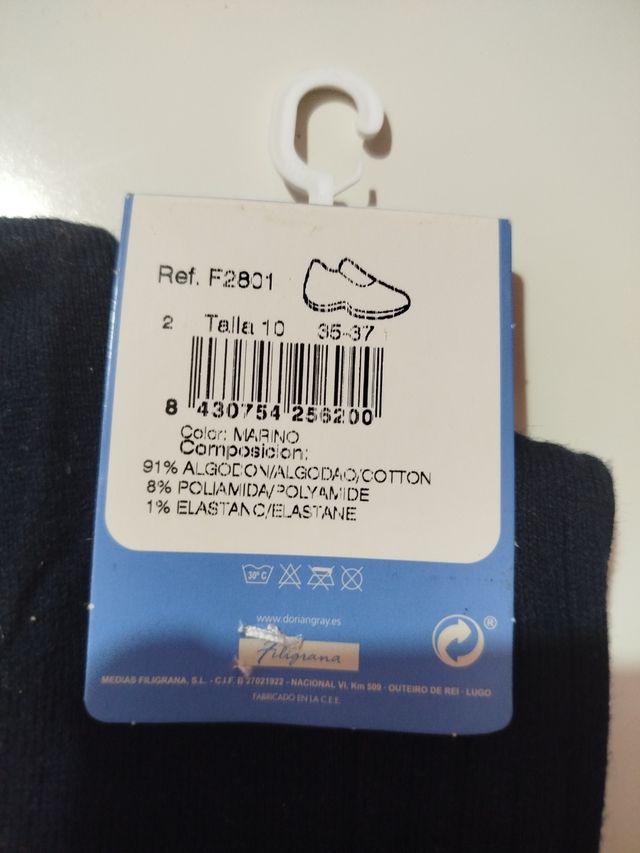 Ref. F2801
2 Talla 10 35-37
8 430754 256200
Color: MARINO
Composicion:
91% ALGODON/ALGODAO/COTTON
8% POLIAMIDA/POLYAMIDE
1% ELASTANO/ELASTANE
30° C
www.doriangray.es
Filigrana
®
MEDIAS FILIGRANA, S.L. - C.I.F. B 27021922 - NACIONAL VI, Km 509 - OUTEIRO DE REI - LUGO
FABRICADO EN LA C.E.E.